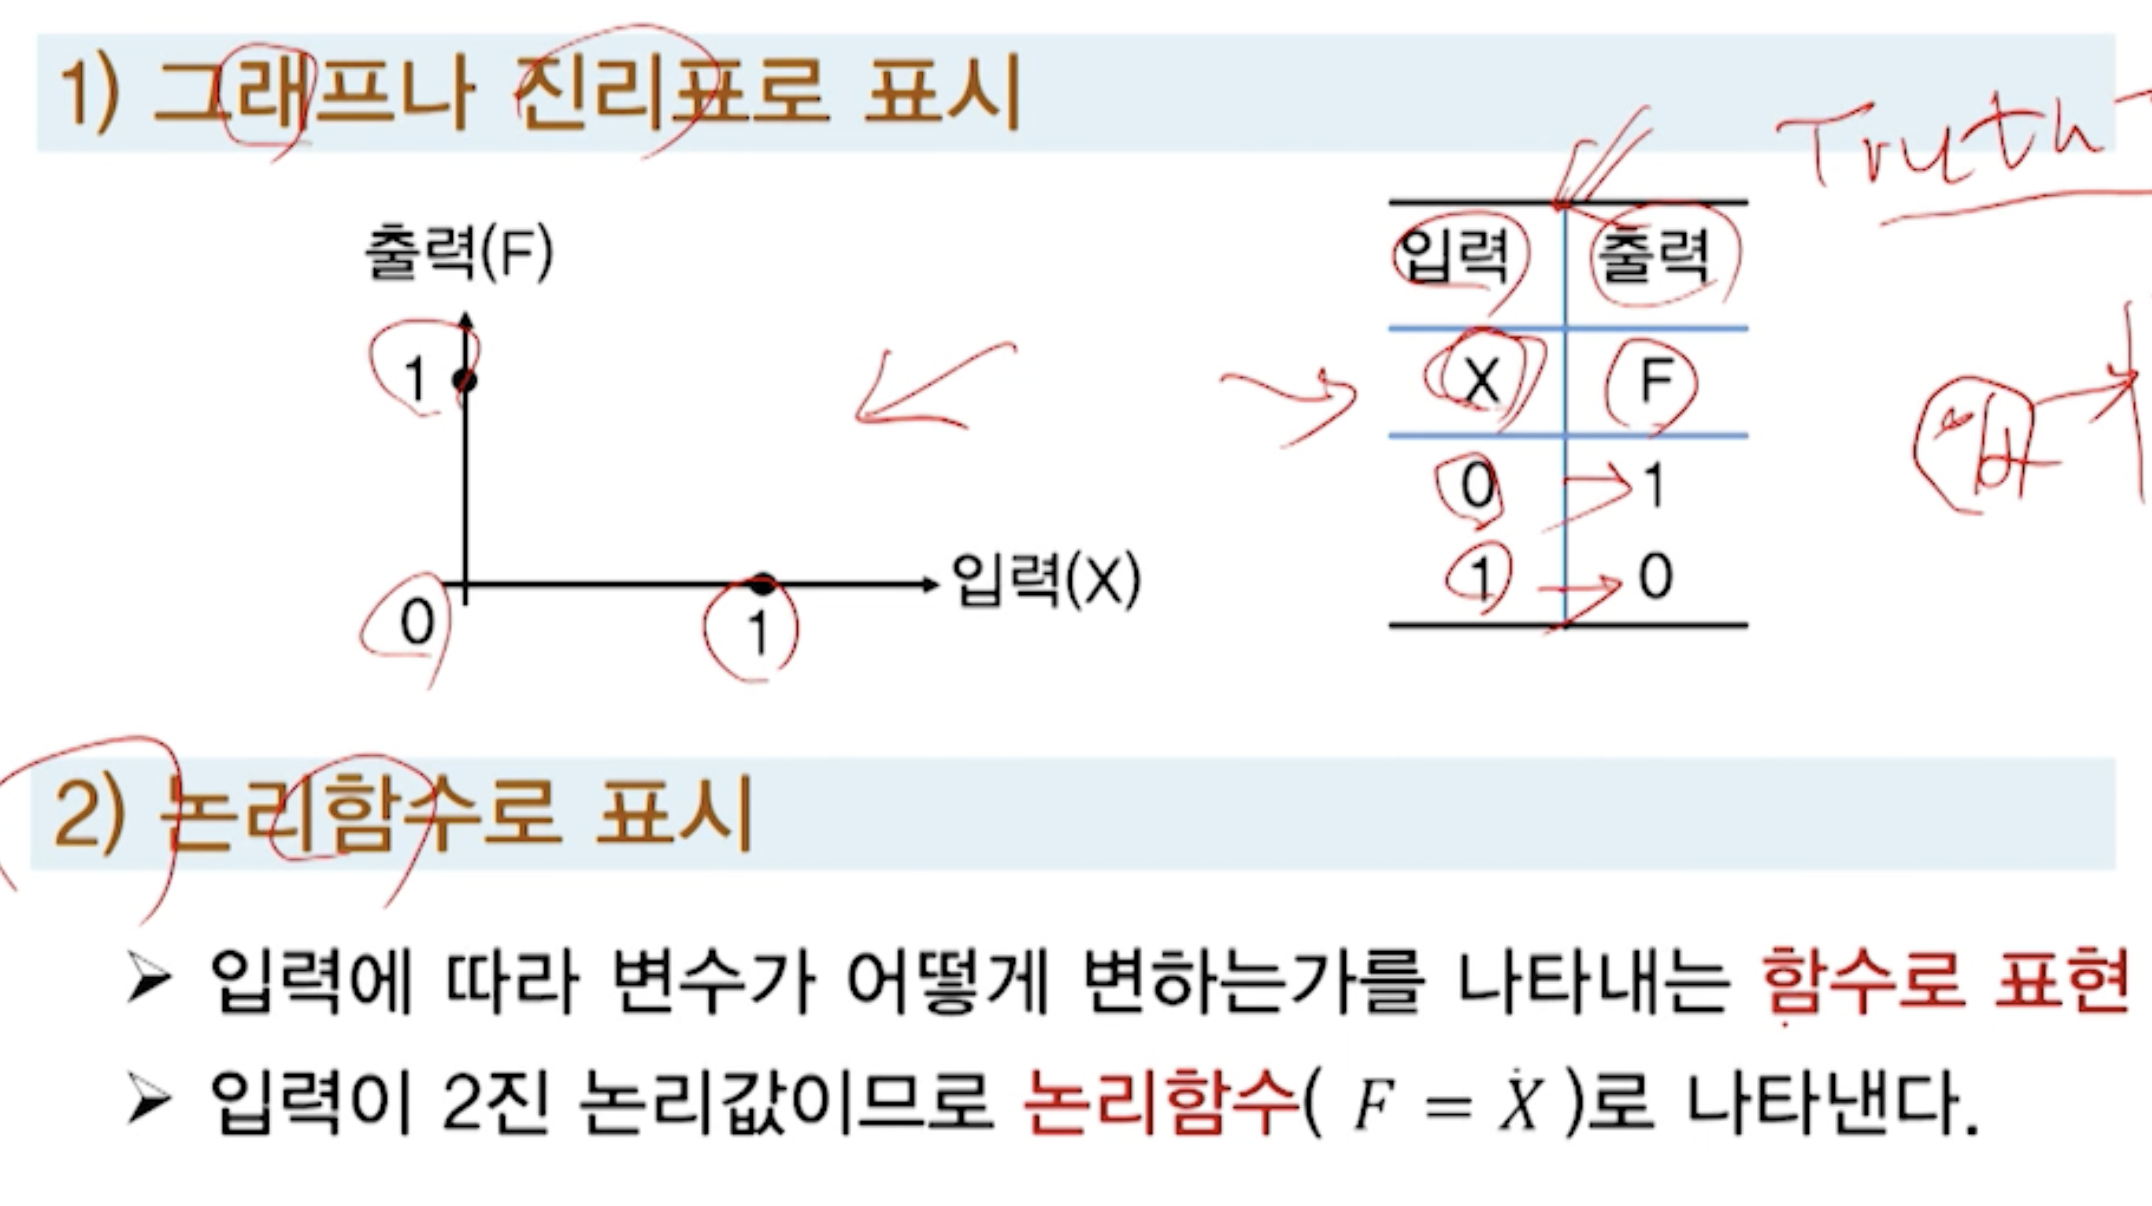 1) 그래프나 진리표로 표시
Truth
출력(F)
1
0
1
입력(X)
입력 출력
X F
0 1
1 0
2) 논리함수로 표시
➢ 입력에 따라 변수가 어떻게 변하는가를 나타내는 함수로 표현
➢ 입력이 2진 논리값이므로 논리함수( F = Ẋ )로 나타낸다.